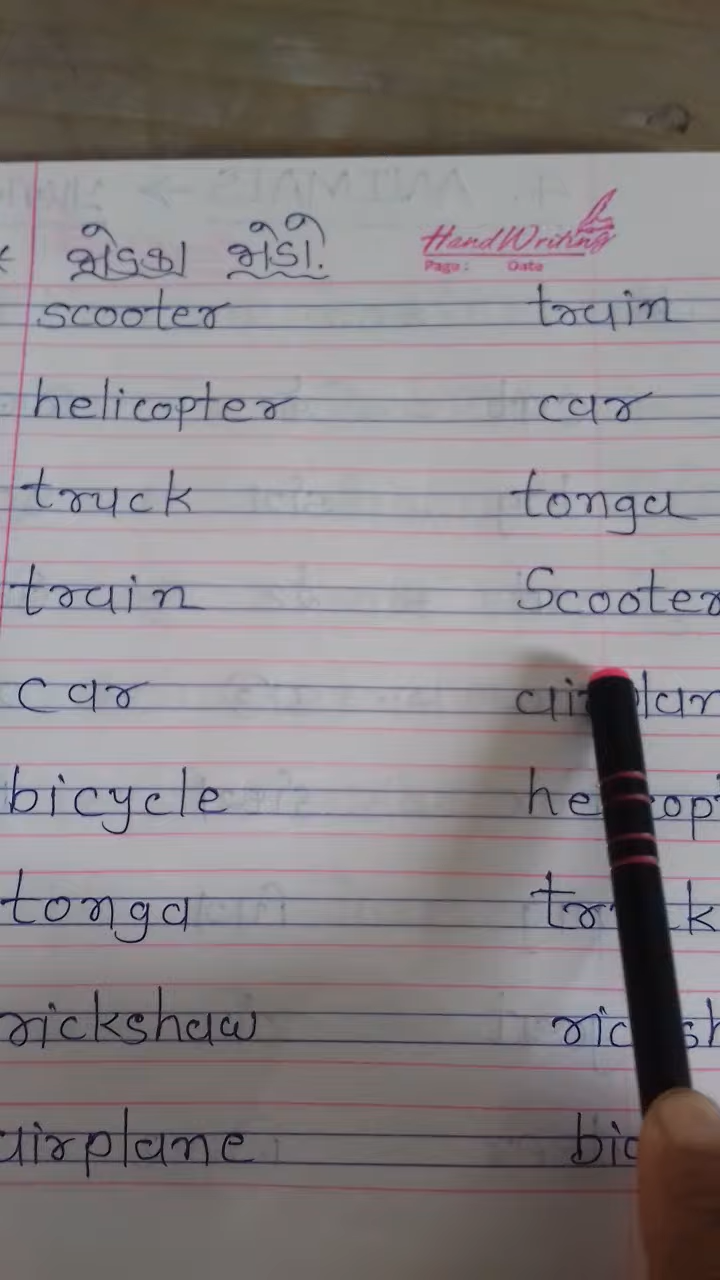 જોડકા જોડો.
HandWriting
Page: Date
scooter train
helicopter car
truck tonga
train Scooter
car
bicycle
tonga
rickshaw
airplane